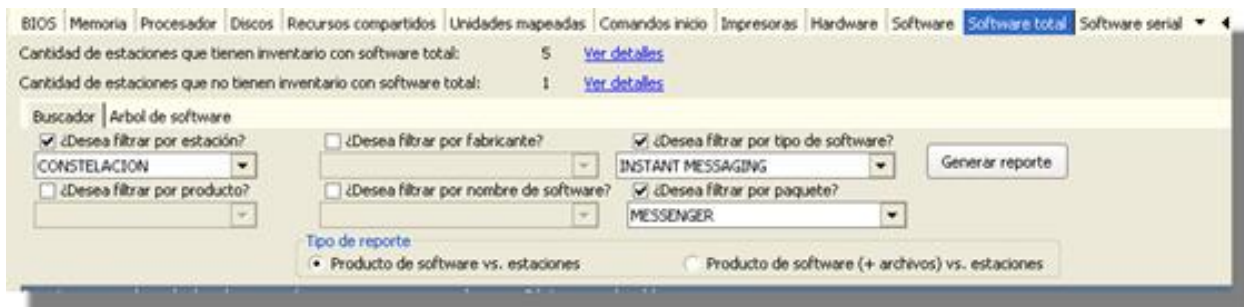 BIOS Memoria Procesador Discos Recursos compartidos Unidades mapeadas Comandos inicio Impresoras Hardware Software Software total Software serial
Cantidad de estaciones que tienen inventario con software total: 5 Ver detalles
Cantidad de estaciones que no tienen inventario con software total: 1 Ver detalles
Buscador Arbol de software
¿Desea filtrar por estación? ¿Desea filtrar por fabricante? ¿Desea filtrar por tipo de software?
CONSTELACION INSTANT MESSAGING Generar reporte
¿Desea filtrar por producto? ¿Desea filtrar por nombre de software? ¿Desea filtrar por paquete?
MESSENGER
Tipo de reporte
Producto de software vs. estaciones Producto de software (+ archivos) vs. estaciones